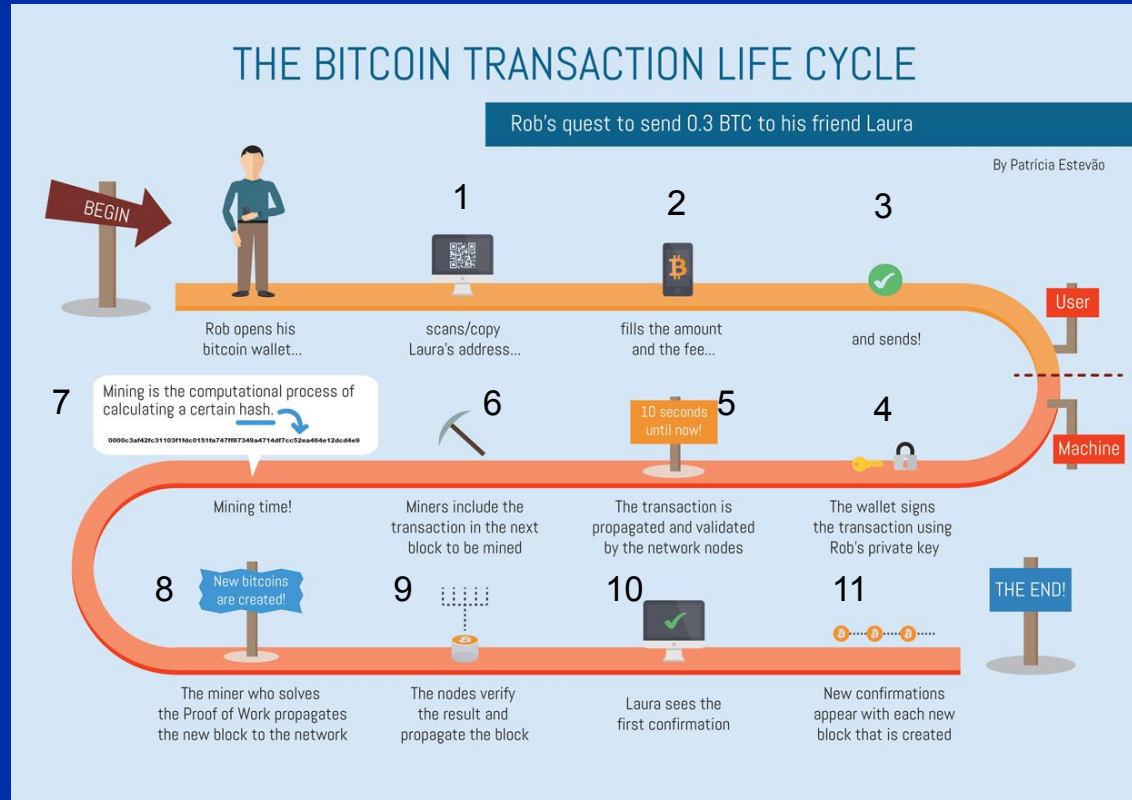 THE BITCOIN TRANSACTION LIFE CYCLE
Rob's quest to send 0.3 BTC to his friend Laura
By Patrícia Estevão
BEGIN
1
2
3
User
Rob opens his
bitcoin wallet...
scans/copy
Laura's address...
fills the amount
and the fee...
and sends!
7
Mining is the computational process of
calculating a certain hash.
0000c3af42fc31103f1fdc0151fa747ff87349a4714df7cc52ea464e12dcd4e9
6
10 seconds
until now!
5
4
Machine
Mining time!
Miners include the
transaction in the next
block to be mined
The transaction is
propagated and validated
by the network nodes
The wallet signs
the transaction using
Rob's private key
8
New bitcoins
are created!
9
10
11
THE END!
The miner who solves
the Proof of Work propagates
the new block to the network
The nodes verify
the result and
propagate the block
Laura sees the
first confirmation
New confirmations
appear with each new
block that is created